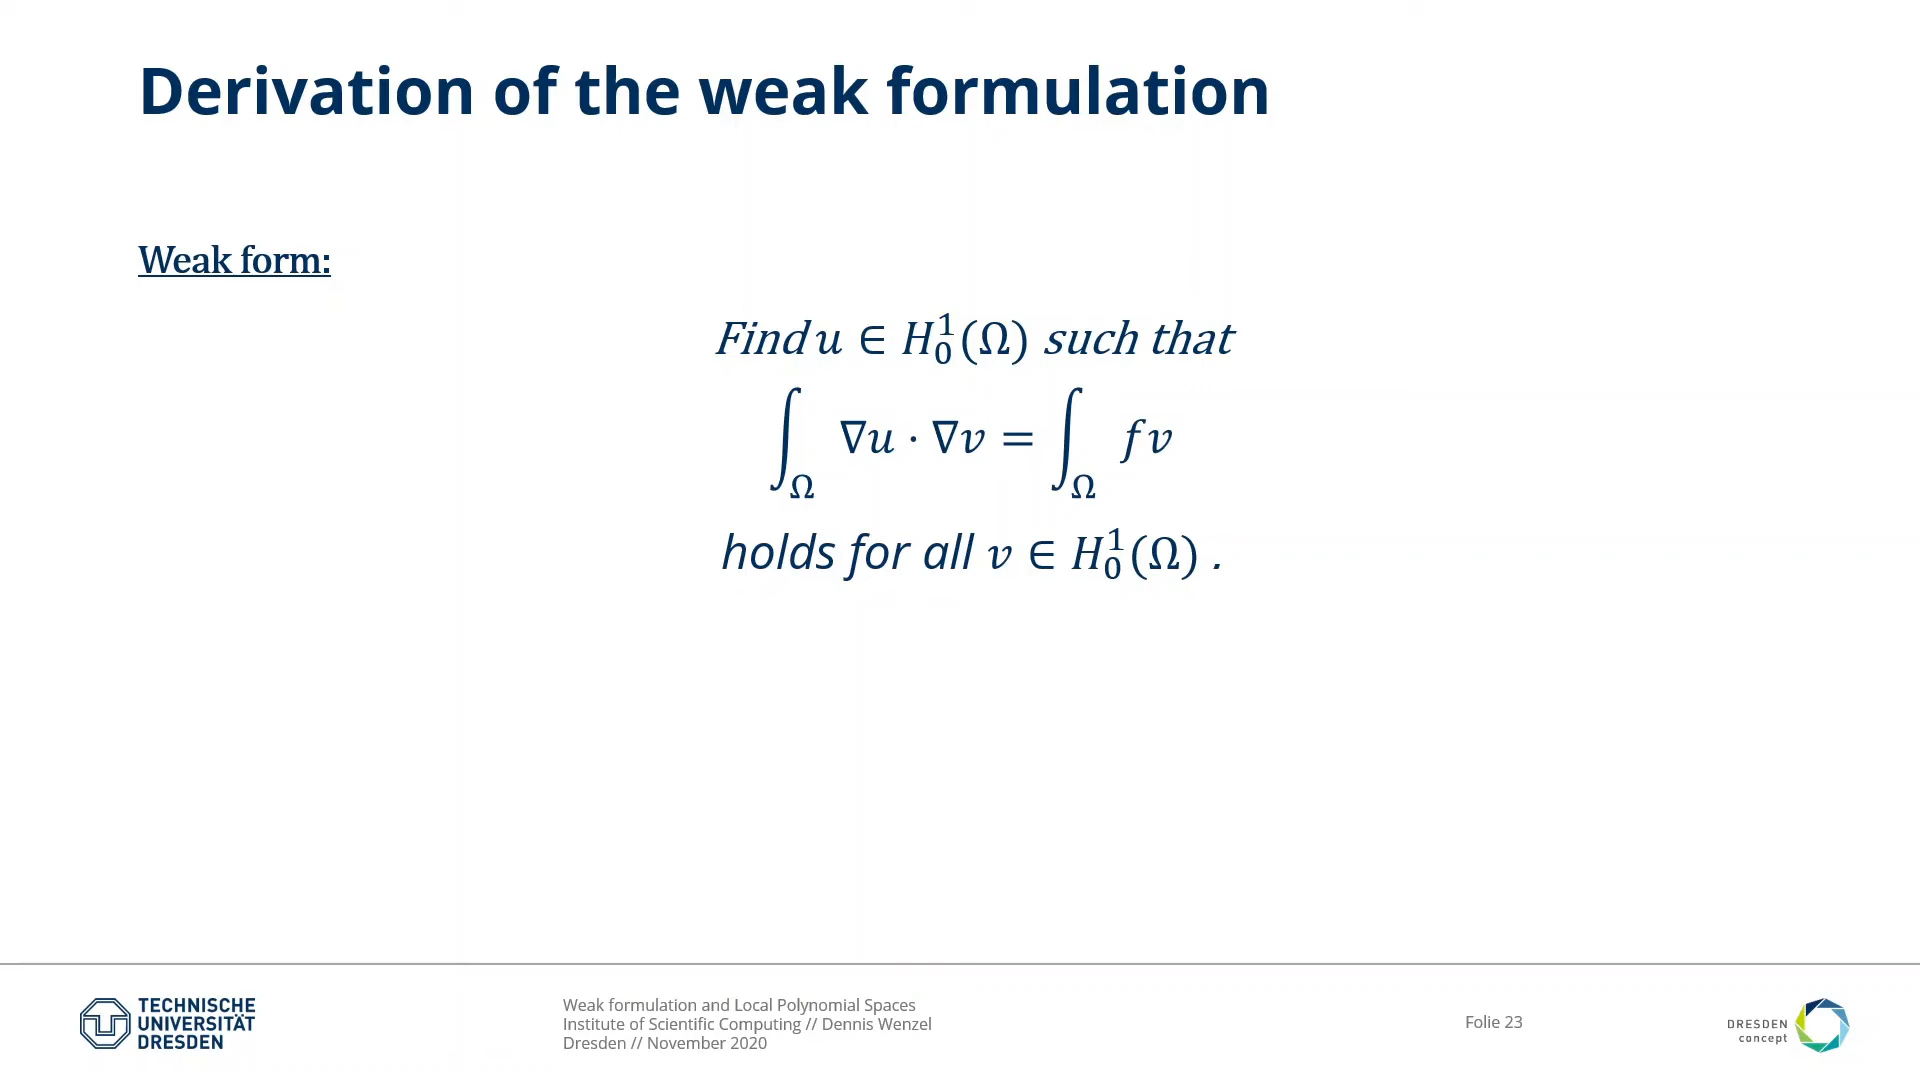 Derivation of the weak formulation
Weak form:
Find u ∈ H₀¹(Ω) such that
∫_Ω ∇u · ∇v = ∫_Ω f v
holds for all v ∈ H₀¹(Ω) .
TECHNISCHE
UNIVERSITÄT
DRESDEN
Weak formulation and Local Polynomial Spaces
Institute of Scientific Computing // Dennis Wenzel
Dresden // November 2020
Folie 23
DRESDEN
concept